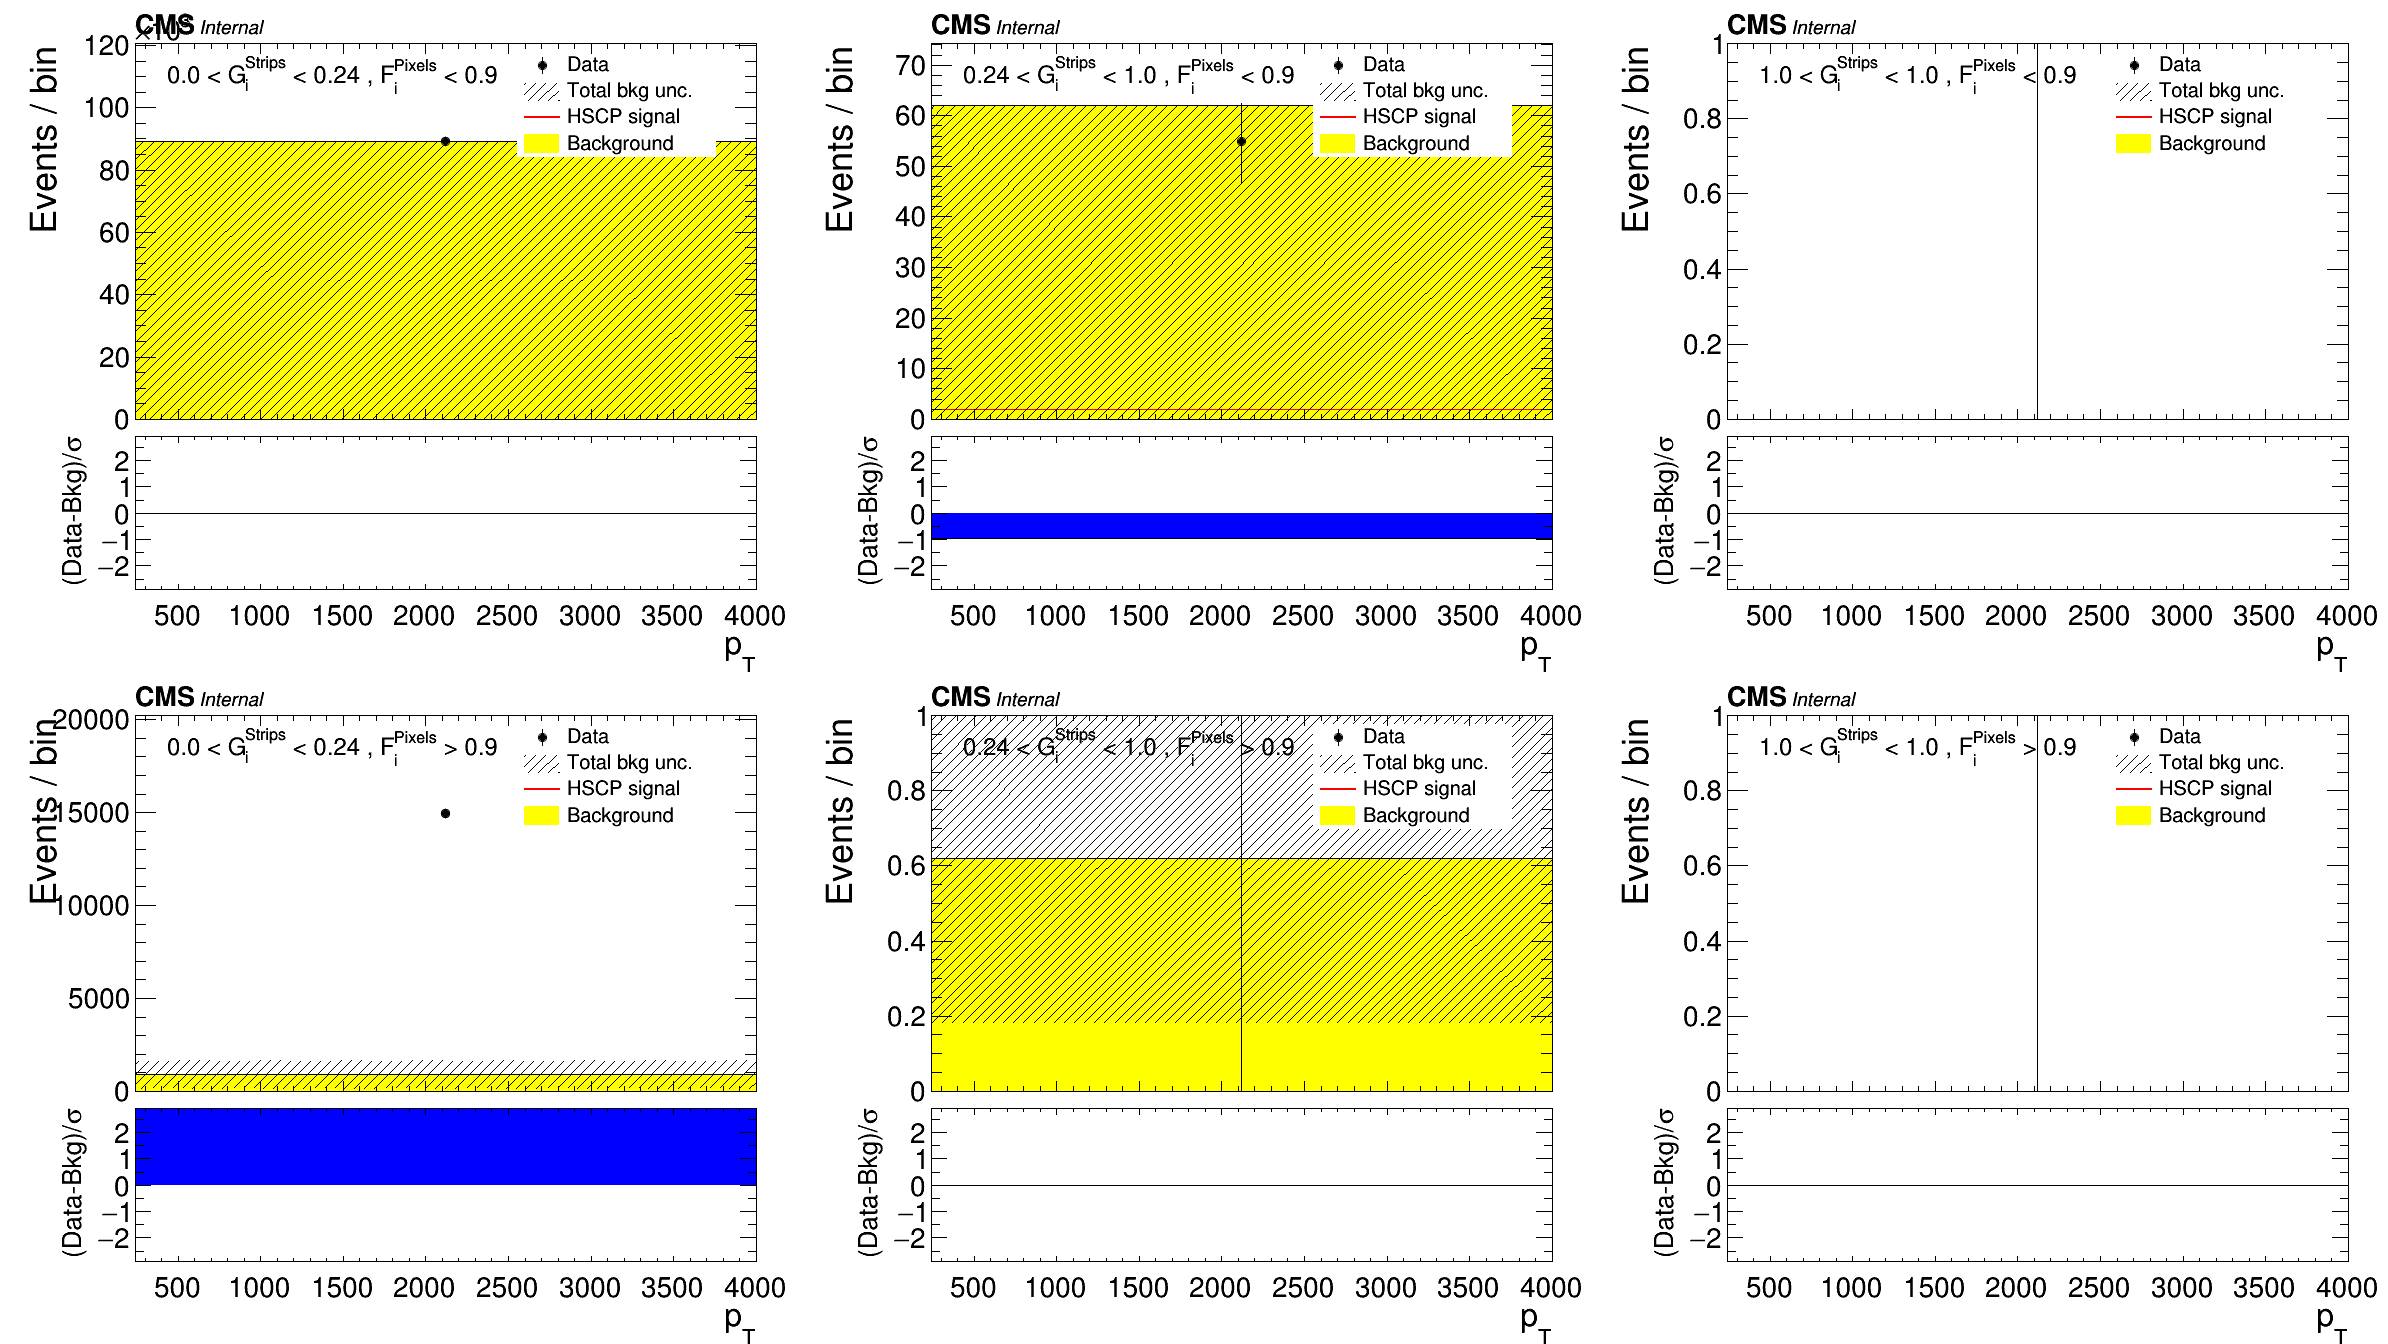 CMS Internal
×10³
0.0 < G_i^Strips < 0.24 , F_i^Pixels < 0.9
Data
Total bkg unc.
HSCP signal
Background
Events / bin
120
100
80
60
40
20
0
(Data-Bkg)/σ
2
1
0
−1
−2
500 1000 1500 2000 2500 3000 3500 4000
p_T
CMS Internal
0.24 < G_i^Strips < 1.0 , F_i^Pixels < 0.9
Data
Total bkg unc.
HSCP signal
Background
Events / bin
70
60
50
40
30
20
10
0
(Data-Bkg)/σ
2
1
0
−1
−2
500 1000 1500 2000 2500 3000 3500 4000
p_T
CMS Internal
1.0 < G_i^Strips < 1.0 , F_i^Pixels < 0.9
Data
Total bkg unc.
HSCP signal
Background
Events / bin
1
0.8
0.6
0.4
0.2
0
(Data-Bkg)/σ
2
1
0
−1
−2
500 1000 1500 2000 2500 3000 3500 4000
p_T
CMS Internal
0.0 < G_i^Strips < 0.24 , F_i^Pixels > 0.9
Data
Total bkg unc.
HSCP signal
Background
Events / bin
20000
15000
10000
5000
0
(Data-Bkg)/σ
2
1
0
−1
−2
500 1000 1500 2000 2500 3000 3500 4000
p_T
CMS Internal
0.24 < G_i^Strips < 1.0 , F_i^Pixels > 0.9
Data
Total bkg unc.
HSCP signal
Background
Events / bin
1
0.8
0.6
0.4
0.2
0
(Data-Bkg)/σ
2
1
0
−1
−2
500 1000 1500 2000 2500 3000 3500 4000
p_T
CMS Internal
1.0 < G_i^Strips < 1.0 , F_i^Pixels > 0.9
Data
Total bkg unc.
HSCP signal
Background
Events / bin
1
0.8
0.6
0.4
0.2
0
(Data-Bkg)/σ
2
1
0
−1
−2
500 1000 1500 2000 2500 3000 3500 4000
p_T